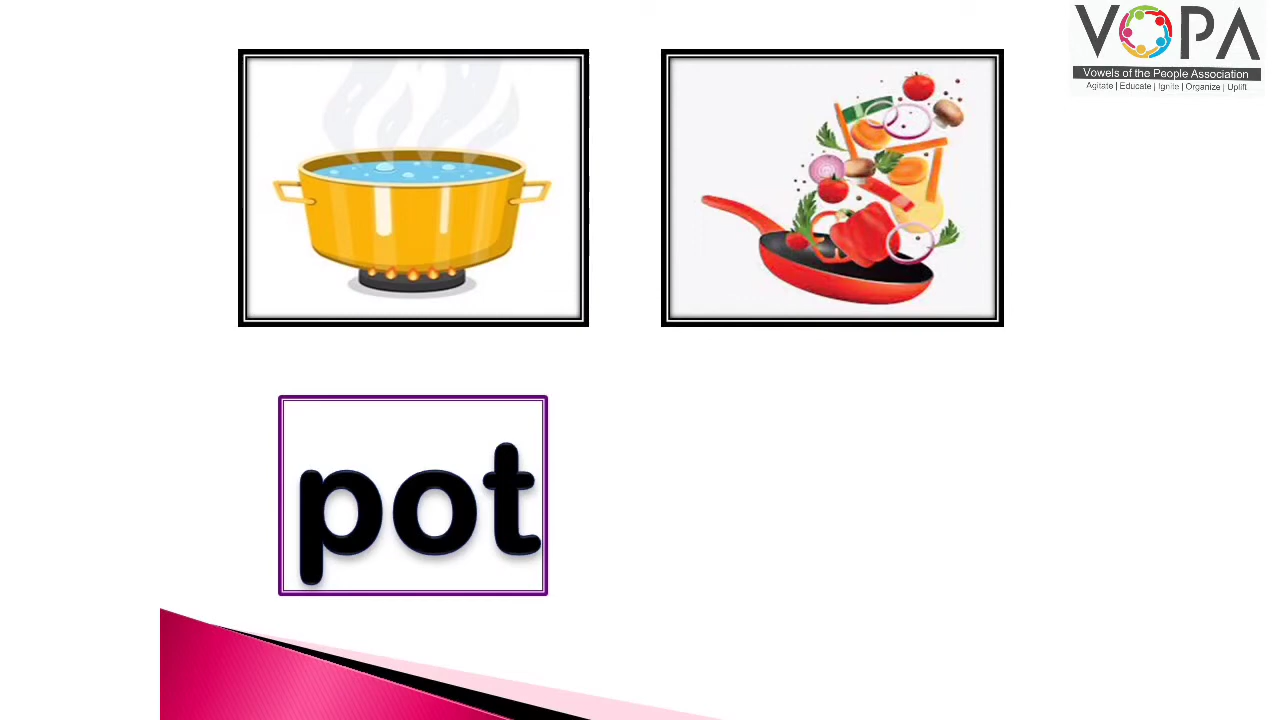 VOPA
Vowels of the People Association
Agitate | Educate | Ignite | Organize | Uplift
pot